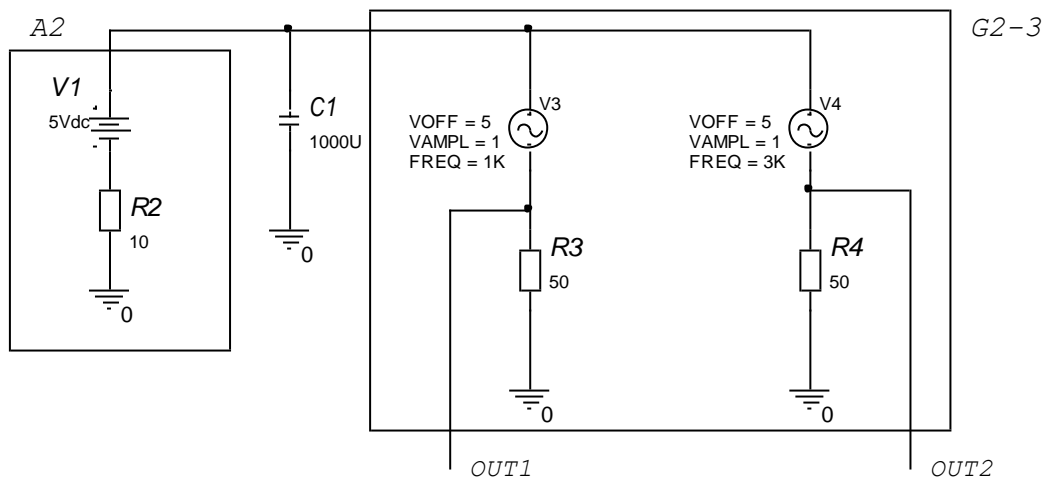 A2
G2-3
V1
5Vdc
R2
10
0
C1
1000U
0
V3
VOFF = 5
VAMPL = 1
FREQ = 1K
R3
50
0
V4
VOFF = 5
VAMPL = 1
FREQ = 3K
R4
50
0
OUT1
OUT2